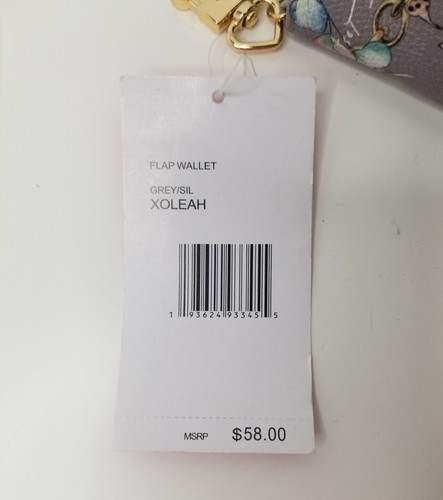 FLAP WALLET
GREY/SIL
XOLEAH
1 93624 93345 5
MSRP $58.00